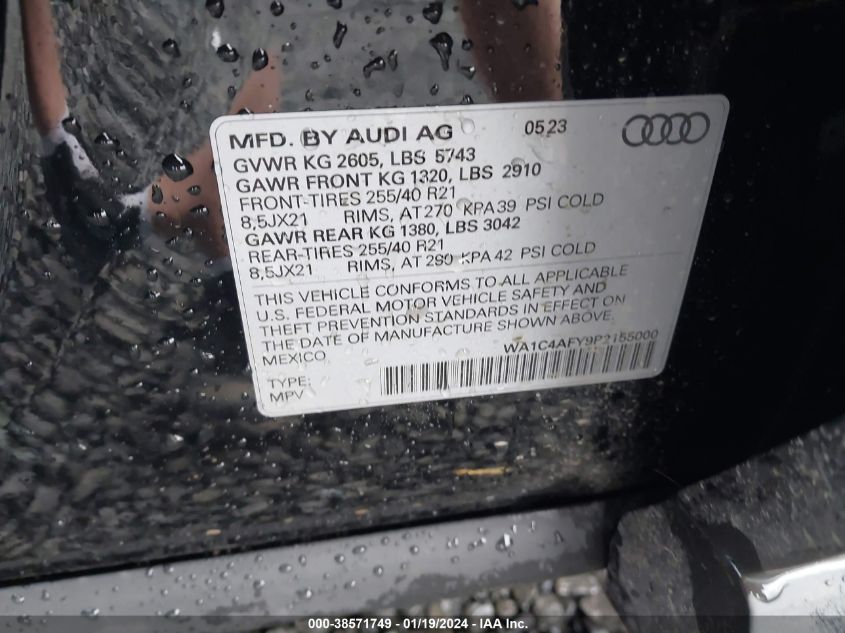 MFD. BY AUDI AG 0523
GVWR KG 2605, LBS 5743
GAWR FRONT KG 1320, LBS 2910
FRONT-TIRES 255/40 R21
8,5JX21 RIMS, AT 270 KPA 39 PSI COLD
GAWR REAR KG 1380, LBS 3042
REAR-TIRES 255/40 R21
8,5JX21 RIMS, AT 290 KPA 42 PSI COLD
THIS VEHICLE CONFORMS TO ALL APPLICABLE
U.S. FEDERAL MOTOR VEHICLE SAFETY AND
THEFT PREVENTION STANDARDS IN EFFECT ON
THE DATE OF MANUFACTURE SHOWN ABOVE.
MEXICO
WA1C4AFY9P2155000
TYPE:
MPV
000-38571749 | 01/19/2024 | IAA Inc.